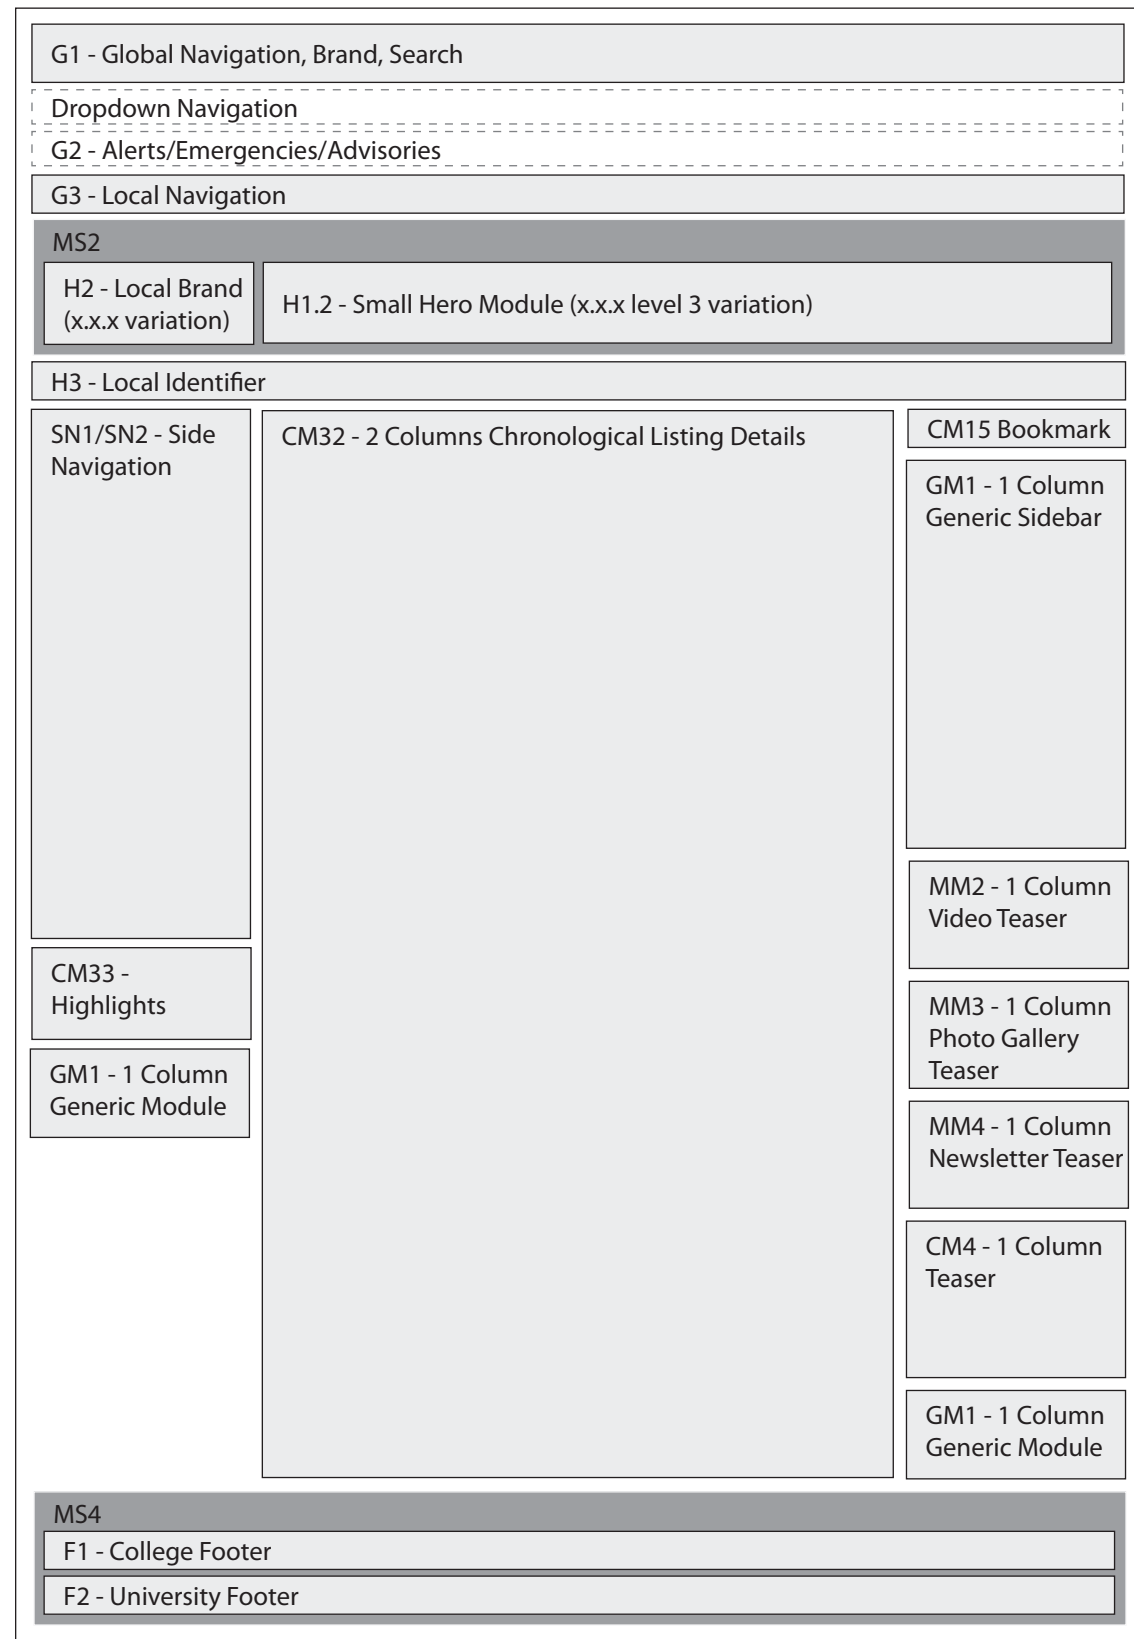 G1 - Global Navigation, Brand, Search
Dropdown Navigation
G2 - Alerts/Emergencies/Advisories
G3 - Local Navigation
MS2
H2 - Local Brand
(x.x.x variation)
H1.2 - Small Hero Module (x.x.x level 3 variation)
H3 - Local Identifier
SN1/SN2 - Side
Navigation
CM33 -
Highlights
GM1 - 1 Column
Generic Module
CM32 - 2 Columns Chronological Listing Details
CM15 Bookmark
GM1 - 1 Column
Generic Sidebar
MM2 - 1 Column
Video Teaser
MM3 - 1 Column
Photo Gallery
Teaser
MM4 - 1 Column
Newsletter Teaser
CM4 - 1 Column
Teaser
GM1 - 1 Column
Generic Module
MS4
F1 - College Footer
F2 - University Footer